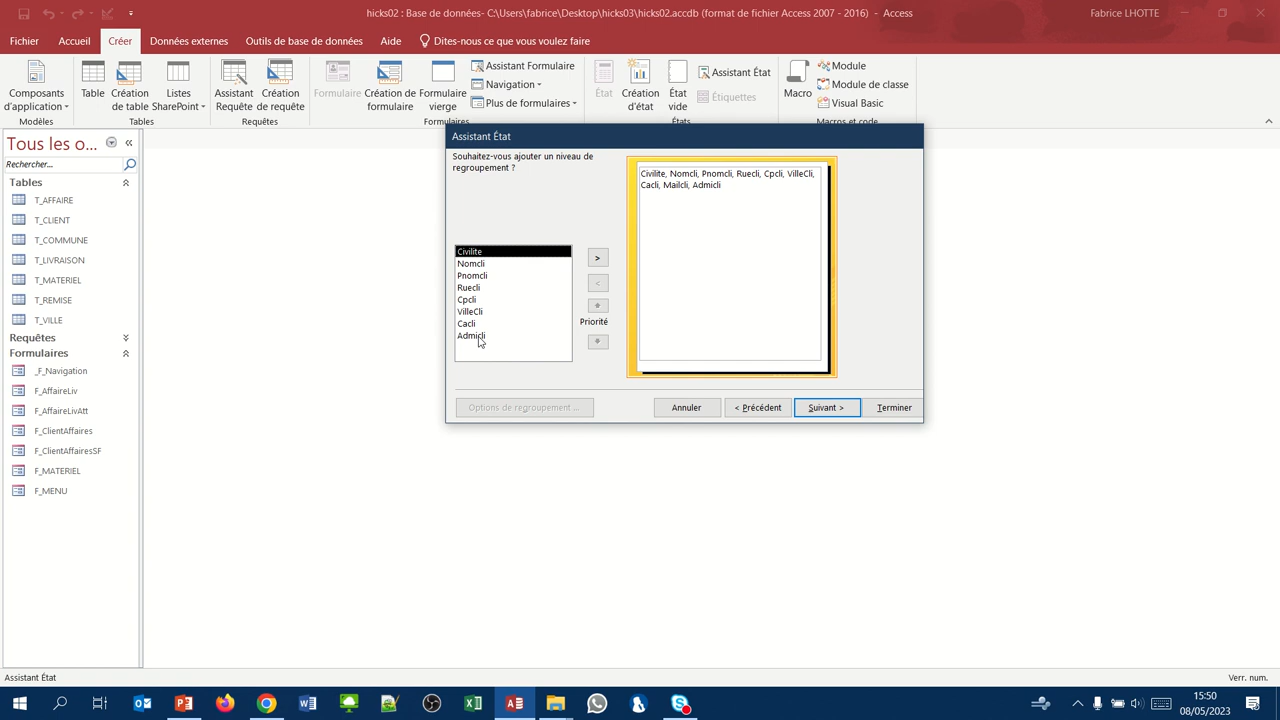 hicks02 : Base de données- C:\Users\fabrice\Desktop\hicks03\hicks02.accdb (format de fichier Access 2007 - 2016) - Access
Fabrice LHOTTE
Fichier
Accueil
Créer
Données externes
Outils de base de données
Aide
Dites-nous ce que vous voulez faire
Composants
d'application
Modèles
Table
Création
de table
Listes
SharePoint
Tables
Assistant
Requête
Création
de requête
Requêtes
Formulaire
Création de
formulaire
Formulaire
vierge
Assistant Formulaire
Navigation
Plus de formulaires
Formulaires
État
Création
d'état
État
vide
Assistant État
Étiquettes
États
Macro
Module
Module de classe
Visual Basic
Macros et code
Tous les o...
Rechercher...
Tables
T_AFFAIRE
T_CLIENT
T_COMMUNE
T_LIVRAISON
T_MATERIEL
T_REMISE
T_VILLE
Requêtes
Formulaires
_F_Navigation
F_AffaireLiv
F_AffaireLivAtt
F_ClientAffaires
F_ClientAffairesSF
F_MATERIEL
F_MENU
Assistant État
Souhaitez-vous ajouter un niveau de
regroupement ?
Civilite
Nomcli
Pnomcli
Ruecli
Cpcli
VilleCli
Cacli
Admicli
>
<
Priorité
Civilite, Nomcli, Pnomcli, Ruecli, Cpcli, VilleCli,
Cacli, Mailcli, Admicli
Options de regroupement ...
Annuler
< Précédent
Suivant >
Terminer
Assistant État
Verr. num.
15:50
08/05/2023